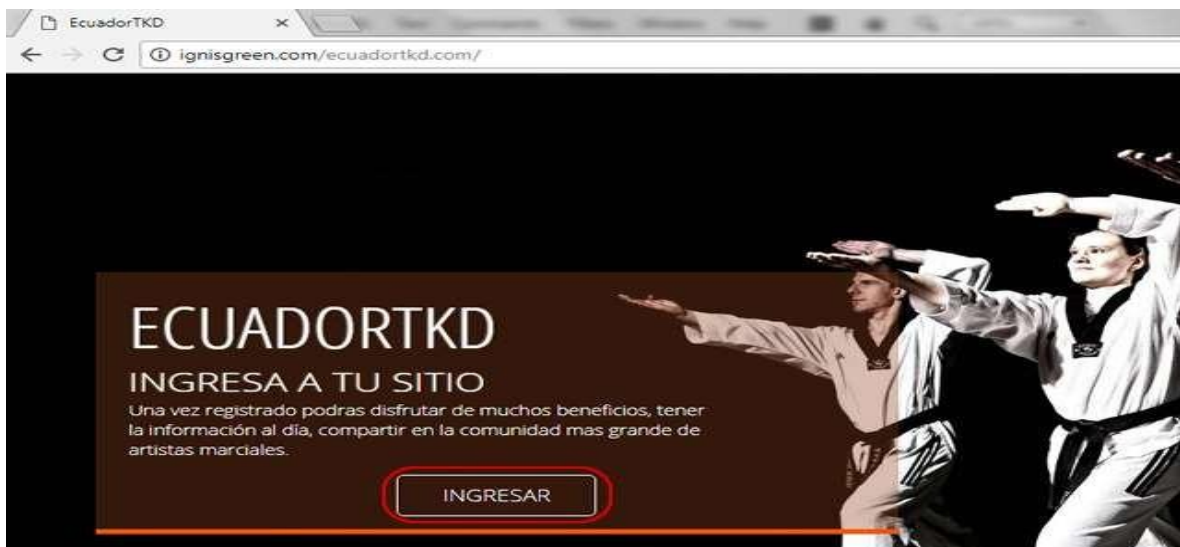 EcuadorTKD
ignisgreen.com/ecuadortkd.com/
ECUADORTKD
INGRESA A TU SITIO
Una vez registrado podras disfrutar de muchos beneficios, tener
la información al día, compartir en la comunidad mas grande de
artistas marciales.
INGRESAR